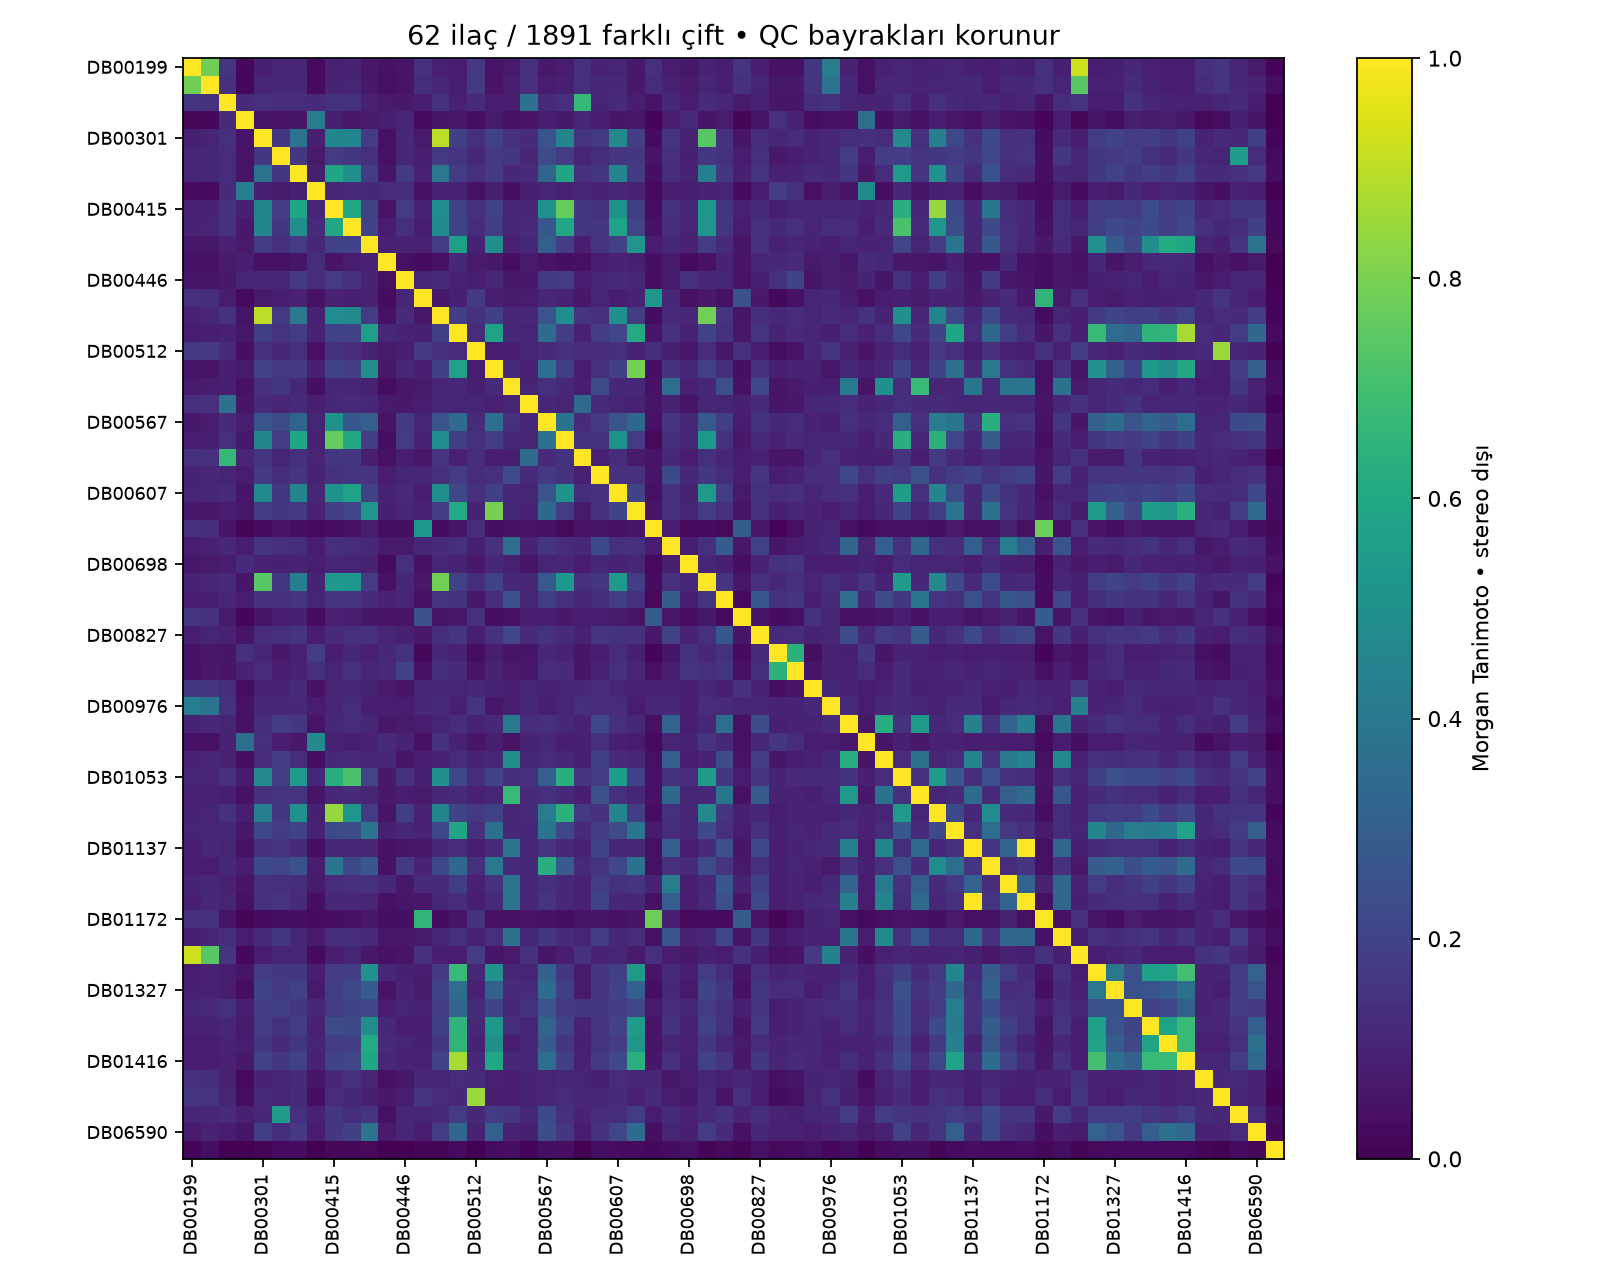 62 ilaç / 1891 farklı çift • QC bayrakları korunur
DB00199
DB00301
DB00415
DB00446
DB00512
DB00567
DB00607
DB00698
DB00827
DB00976
DB01053
DB01137
DB01172
DB01327
DB01416
DB06590
DB00199
DB00301
DB00415
DB00446
DB00512
DB00567
DB00607
DB00698
DB00827
DB00976
DB01053
DB01137
DB01172
DB01327
DB01416
DB06590
1.0
0.8
0.6
0.4
0.2
0.0
Morgan Tanimoto • stereo dışı